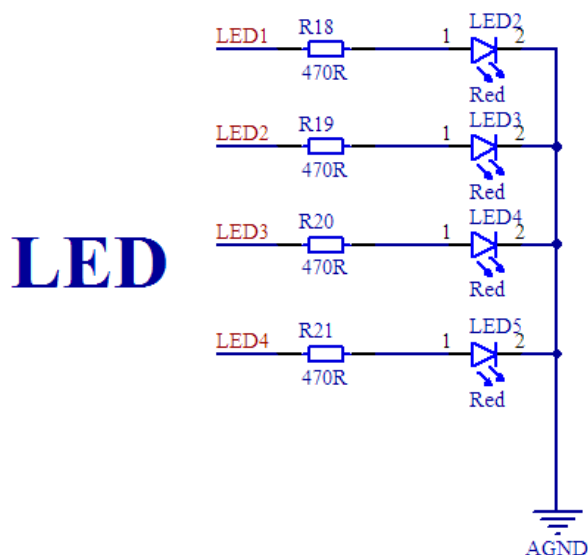 LED2
LED1 R18 1 2
470R Red
LED3
LED2 R19 1 2
470R Red
LED4
LED3 R20 1 2
470R Red
LED
LED5
LED4 R21 1 2
470R Red
AGND